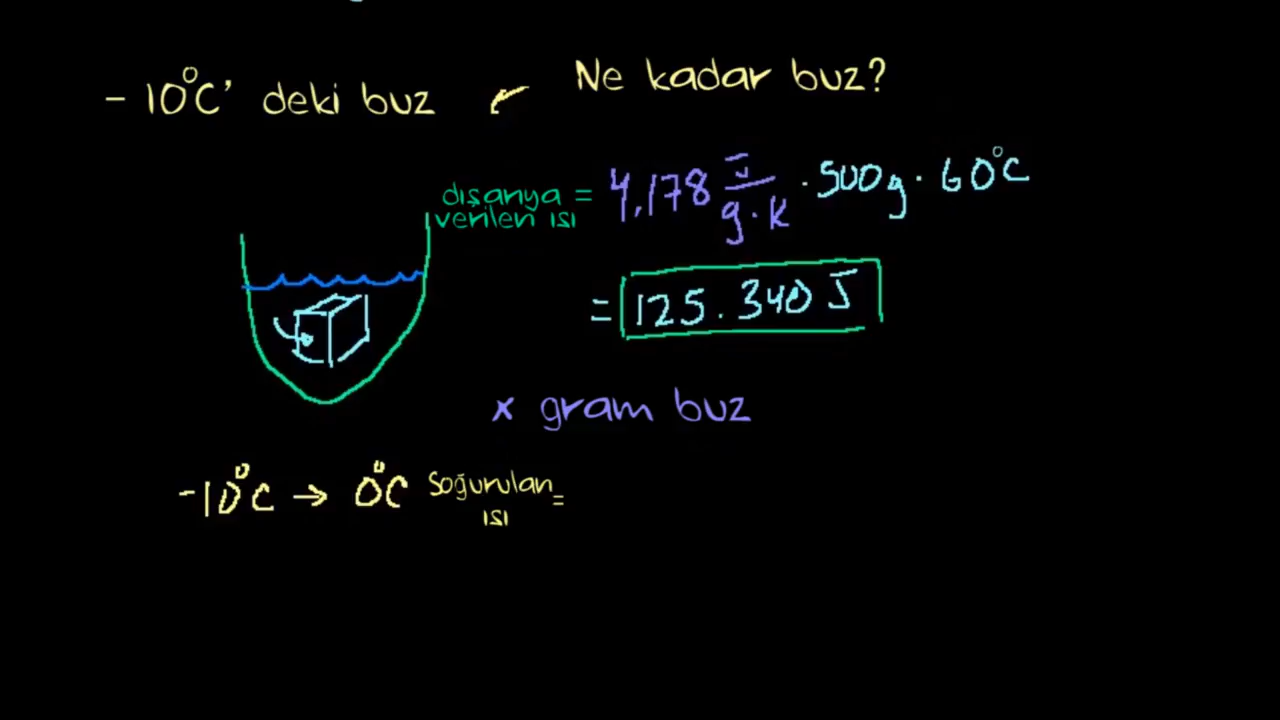 - 10°C' deki buz
Ne kadar buz?
dışarıya verilen ısı = 4,178 J/g·K · 500g · 60°C
= 125.340 J
x gram buz
-10°C → 0°C Soğurulan ısı =